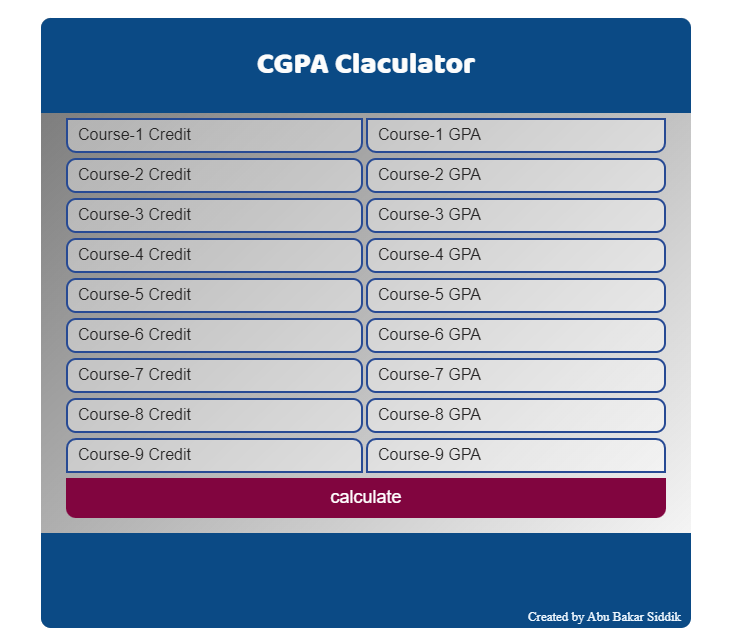 CGPA Claculator
Course-1 Credit Course-1 GPA
Course-2 Credit Course-2 GPA
Course-3 Credit Course-3 GPA
Course-4 Credit Course-4 GPA
Course-5 Credit Course-5 GPA
Course-6 Credit Course-6 GPA
Course-7 Credit Course-7 GPA
Course-8 Credit Course-8 GPA
Course-9 Credit Course-9 GPA
calculate
Created by Abu Bakar Siddik